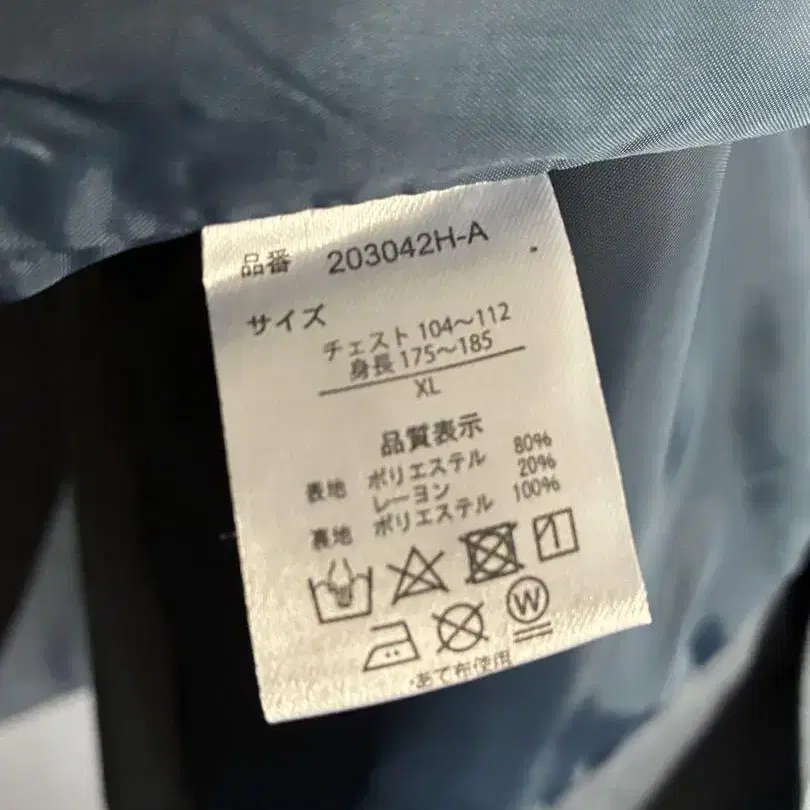 品番 203042H-A
サイズ
チェスト 104～112
身長 175～185
XL
品質表示
表地 ポリエステル 80%
レーヨン 20%
裏地 ポリエステル 100%
W
・あて布使用